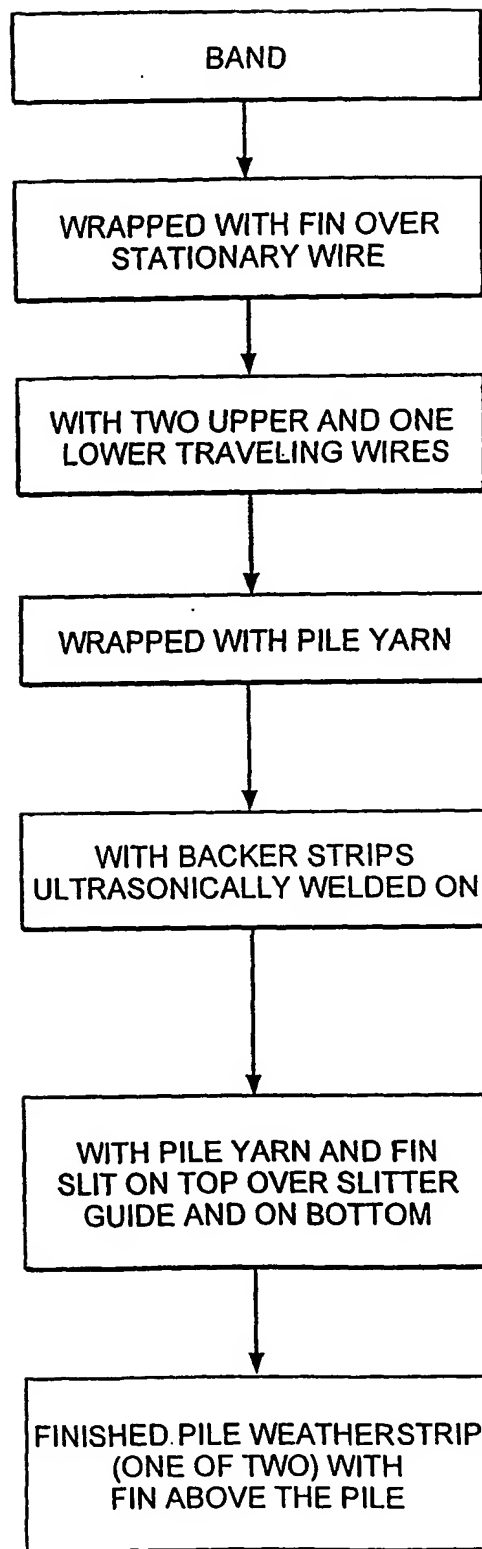 BAND
WRAPPED WITH FIN OVER
STATIONARY WIRE
WITH TWO UPPER AND ONE
LOWER TRAVELING WIRES
WRAPPED WITH PILE YARN
WITH BACKER STRIPS
ULTRASONICALLY WELDED ON
WITH PILE YARN AND FIN
SLIT ON TOP OVER SLITTER
GUIDE AND ON BOTTOM
FINISHED PILE WEATHERSTRIP
(ONE OF TWO) WITH
FIN ABOVE THE PILE